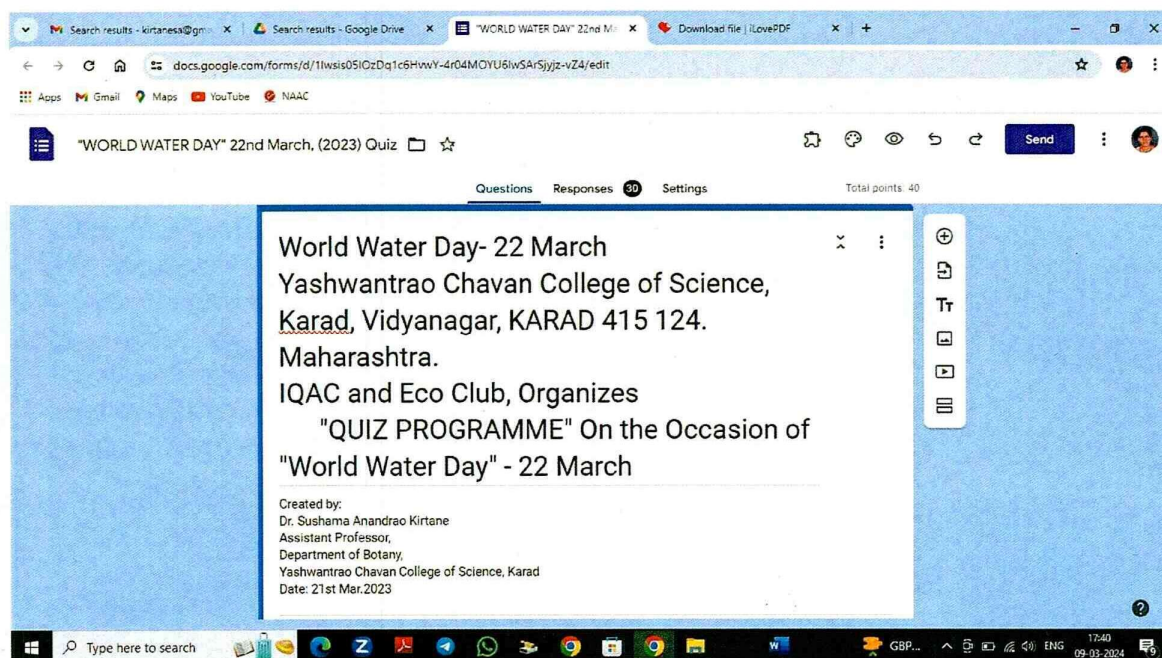 Search results - kirtanesa@gm
Search results - Google Drive
"WORLD WATER DAY" 22nd Ma
Download file | iLovePDF
docs.google.com/forms/d/1Iwsis05IOzDq1c6HvwY-4r04MOYU6IwSArSjyjz-vZ4/edit
Apps Gmail Maps YouTube NAAC
"WORLD WATER DAY" 22nd March, (2023) Quiz
Send
Questions Responses 30 Settings
Total points: 40
World Water Day- 22 March
Yashwantrao Chavan College of Science,
Karad, Vidyanagar, KARAD 415 124.
Maharashtra.
IQAC and Eco Club, Organizes
"QUIZ PROGRAMME" On the Occasion of
"World Water Day" - 22 March
Created by:
Dr. Sushama Anandrao Kirtane
Assistant Professor,
Department of Botany,
Yashwantrao Chavan College of Science, Karad
Date: 21st Mar.2023
Type here to search
GBP...
ENG
17:40
09-03-2024